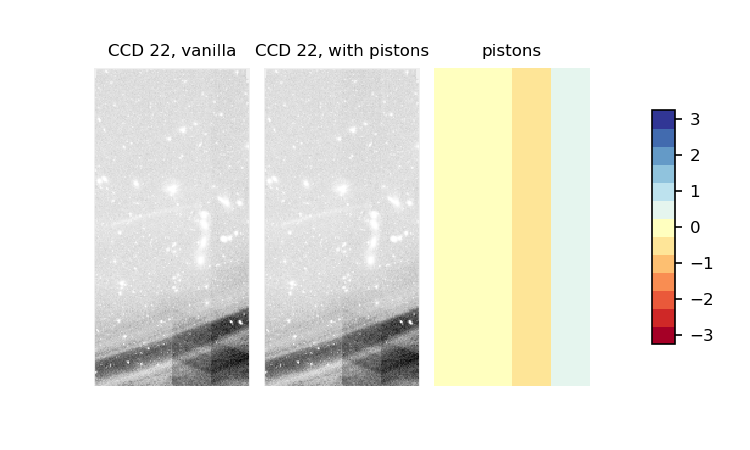 CCD 22, vanilla
CCD 22, with pistons
pistons
3
2
1
0
−1
−2
−3